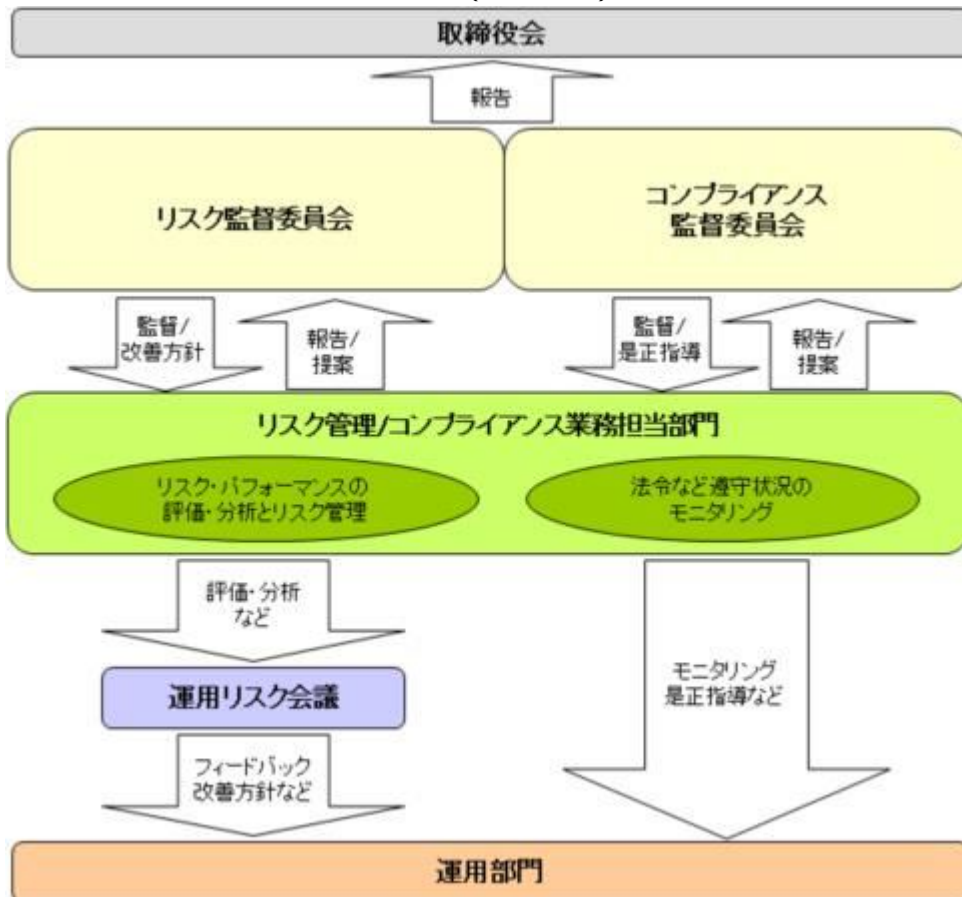 取締役会
報告
リスク監督委員会
コンプライアンス
監督委員会
監督/
改善方針
報告/
提案
監督/
是正指導
報告/
提案
リスク管理/コンプライアンス業務担当部門
リスク・パフォーマンスの
評価・分析とリスク管理
法令など遵守状況の
モニタリング
評価・分析
など
運用リスク会議
フィードバック
改善方針など
モニタリング
是正指導など
運用部門